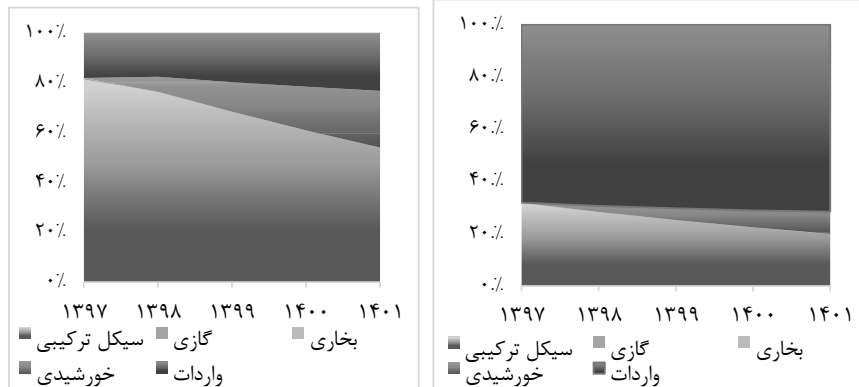 ۱۰۰٪
۸۰٪
۶۰٪
۴۰٪
۲۰٪
۰٪
۱۳۹۷ ۱۳۹۸ ۱۳۹۹ ۱۴۰۰ ۱۴۰۱
سیکل ترکیبی گازی بخاری
خورشیدی واردات
۱۰۰٪
۸۰٪
۶۰٪
۴۰٪
۲۰٪
۰٪
۱۳۹۷ ۱۳۹۸ ۱۳۹۹ ۱۴۰۰ ۱۴۰۱
سیکل ترکیبی گازی بخاری
خورشیدی واردات